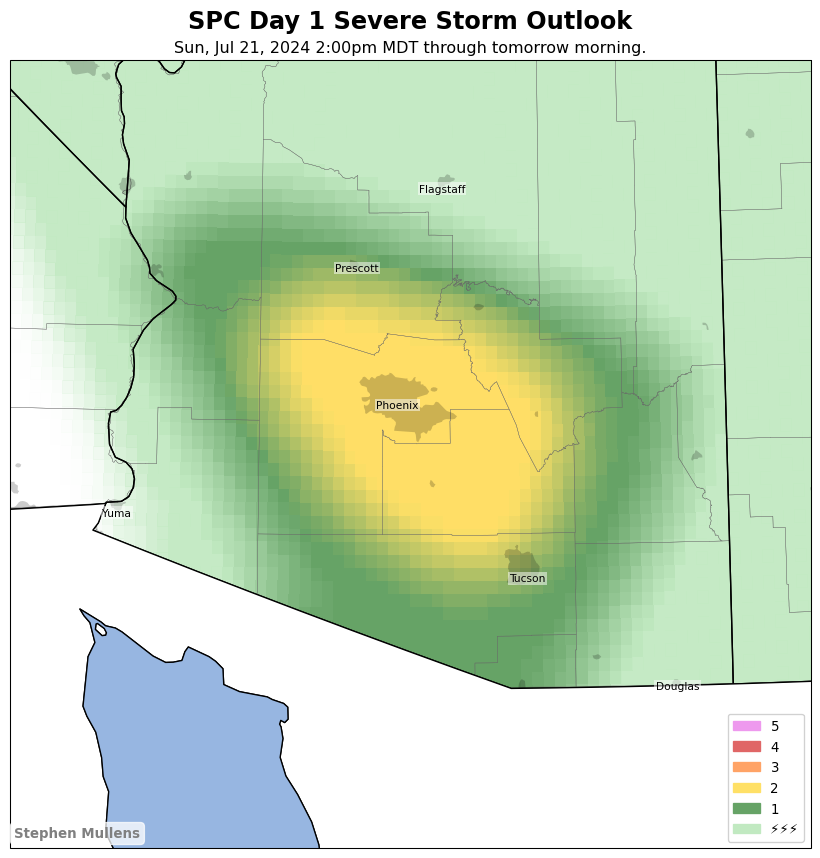 SPC Day 1 Severe Storm Outlook
Sun, Jul 21, 2024 2:00pm MDT through tomorrow morning.
Flagstaff
Prescott
Phoenix
Yuma
Tucson
Douglas
5
4
3
2
1
⚡⚡⚡
Stephen Mullens